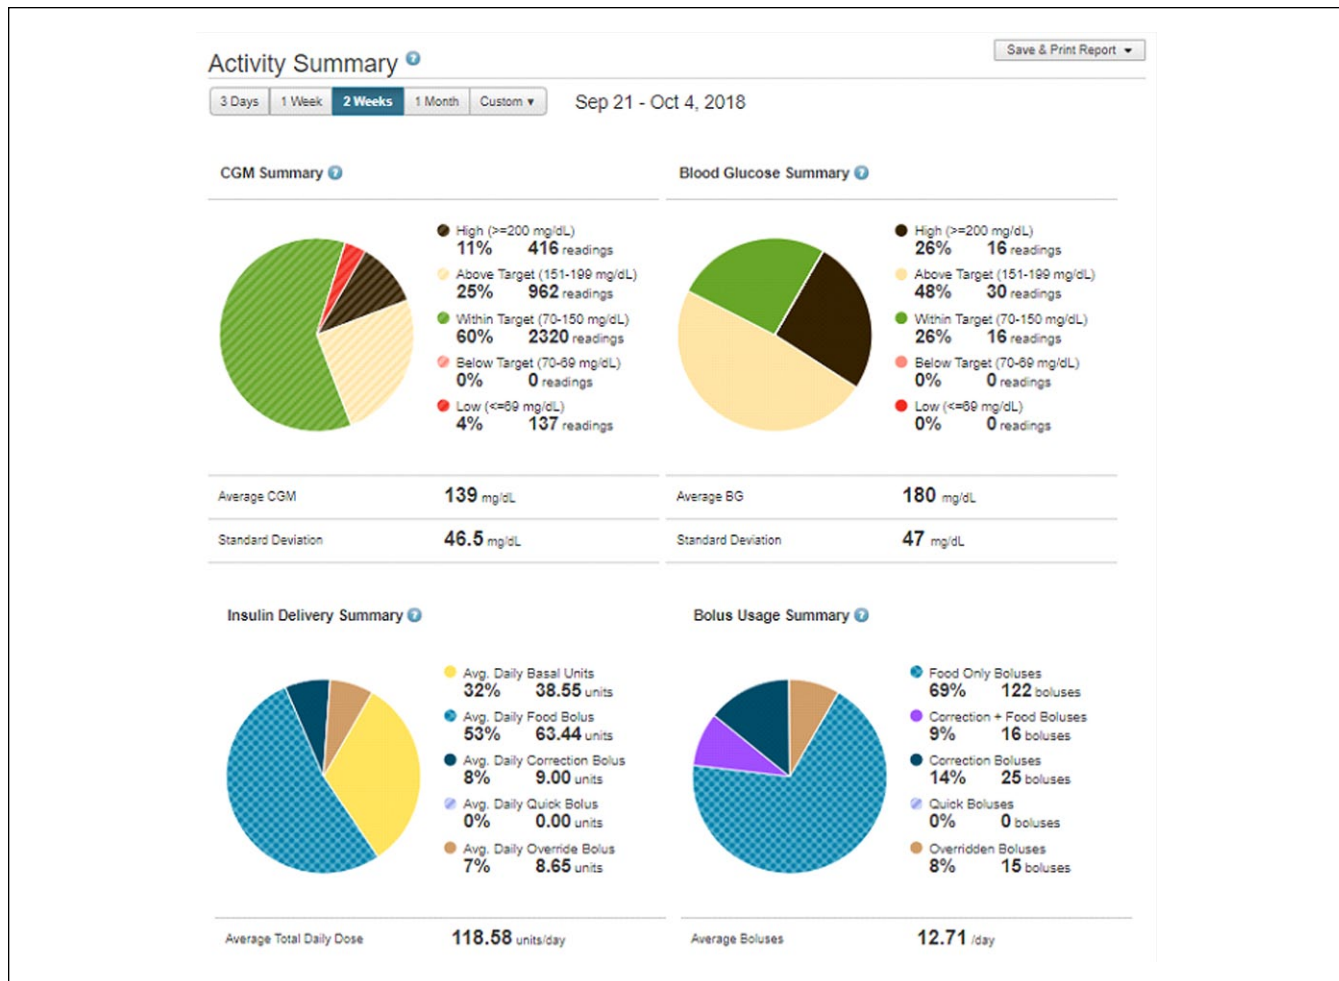 Activity Summary ?
Save & Print Report
3 Days 1 Week 2 Weeks 1 Month Custom
Sep 21 - Oct 4, 2018
CGM Summary ?
High (>=200 mg/dL)
11% 416 readings
Above Target (151-199 mg/dL)
25% 962 readings
Within Target (70-150 mg/dL)
60% 2320 readings
Below Target (70-69 mg/dL)
0% 0 readings
Low (<=69 mg/dL)
4% 137 readings
Average CGM 139 mg/dL
Standard Deviation 46.5 mg/dL
Blood Glucose Summary ?
High (>=200 mg/dL)
26% 16 readings
Above Target (151-199 mg/dL)
48% 30 readings
Within Target (70-150 mg/dL)
26% 16 readings
Below Target (70-69 mg/dL)
0% 0 readings
Low (<=69 mg/dL)
0% 0 readings
Average BG 180 mg/dL
Standard Deviation 47 mg/dL
Insulin Delivery Summary ?
Avg. Daily Basal Units
32% 38.55 units
Avg. Daily Food Bolus
53% 63.44 units
Avg. Daily Correction Bolus
8% 9.00 units
Avg. Daily Quick Bolus
0% 0.00 units
Avg. Daily Override Bolus
7% 8.65 units
Average Total Daily Dose 118.58 units/day
Bolus Usage Summary ?
Food Only Boluses
69% 122 boluses
Correction + Food Boluses
9% 16 boluses
Correction Boluses
14% 25 boluses
Quick Boluses
0% 0 boluses
Overridden Boluses
8% 15 boluses
Average Boluses 12.71 /day